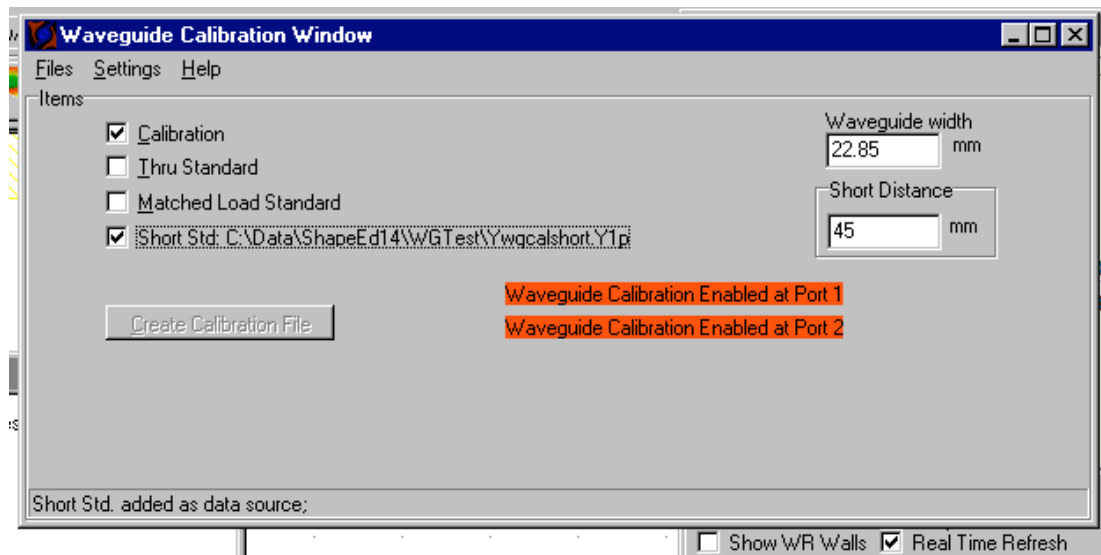 Waveguide Calibration Window
Files Settings Help
Items
Calibration
Thru Standard
Matched Load Standard
Short Std: C:\Data\ShapeEd14\WGTest\Ywgcalshort.Y1p
Waveguide width
22.85 mm
Short Distance
45 mm
Waveguide Calibration Enabled at Port 1
Waveguide Calibration Enabled at Port 2
Create Calibration File
Short Std. added as data source;
Show WR Walls Real Time Refresh